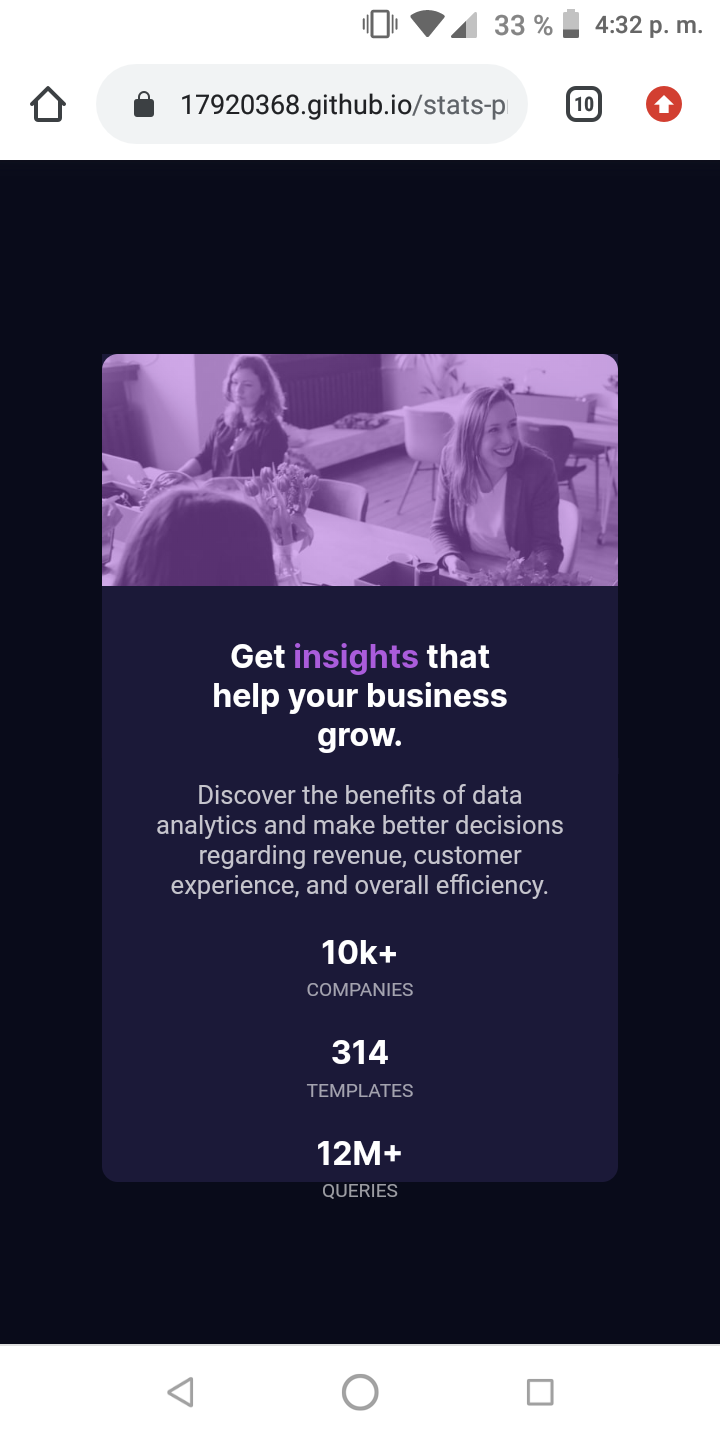 33 % 4:32 p. m.
17920368.github.io/stats-p
10
Get insights that
help your business
grow.
Discover the benefits of data
analytics and make better decisions
regarding revenue, customer
experience, and overall efficiency.
10k+
COMPANIES
314
TEMPLATES
12M+
QUERIES